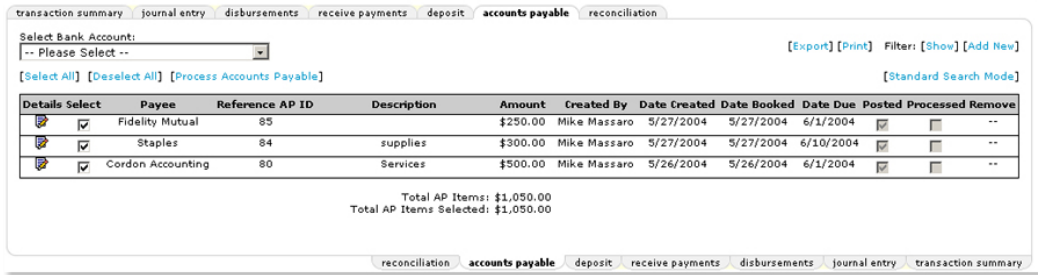 transaction summary journal entry disbursements receive payments deposit accounts payable reconciliation
Select Bank Account:
-- Please Select --
[Export] [Print] Filter: [Show] [Add New]
[Select All] [Deselect All] [Process Accounts Payable] [Standard Search Mode]
Details Select Payee Reference AP ID Description Amount Created By Date Created Date Booked Date Due Posted Processed Remove
Fidelity Mutual 85 $250.00 Mike Massaro 5/27/2004 5/27/2004 6/1/2004 --
Staples 84 supplies $300.00 Mike Massaro 5/27/2004 5/27/2004 6/10/2004 --
Cordon Accounting 80 Services $500.00 Mike Massaro 5/26/2004 5/26/2004 6/1/2004 --
Total AP Items: $1,050.00
Total AP Items Selected: $1,050.00
reconciliation accounts payable deposit receive payments disbursements journal entry transaction summary